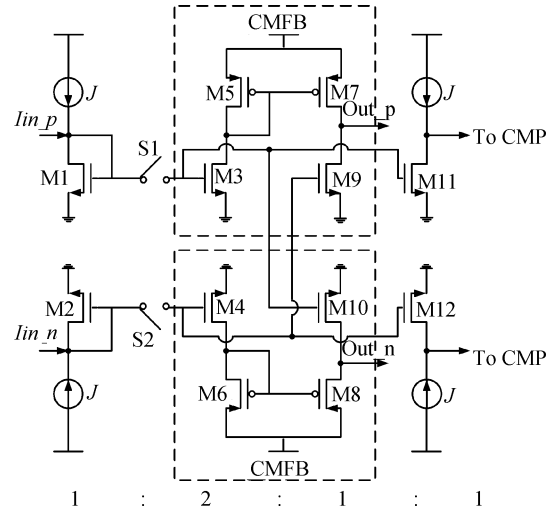 CMFB
J
M5
M7
J
Iin_p
Out_p
To CMP
S1
M1
M3
M9
M11
M2
M4
M10
M12
Iin_n
S2
Out_n
To CMP
J
M6
M8
J
CMFB
1 : 2 : 1 : 1